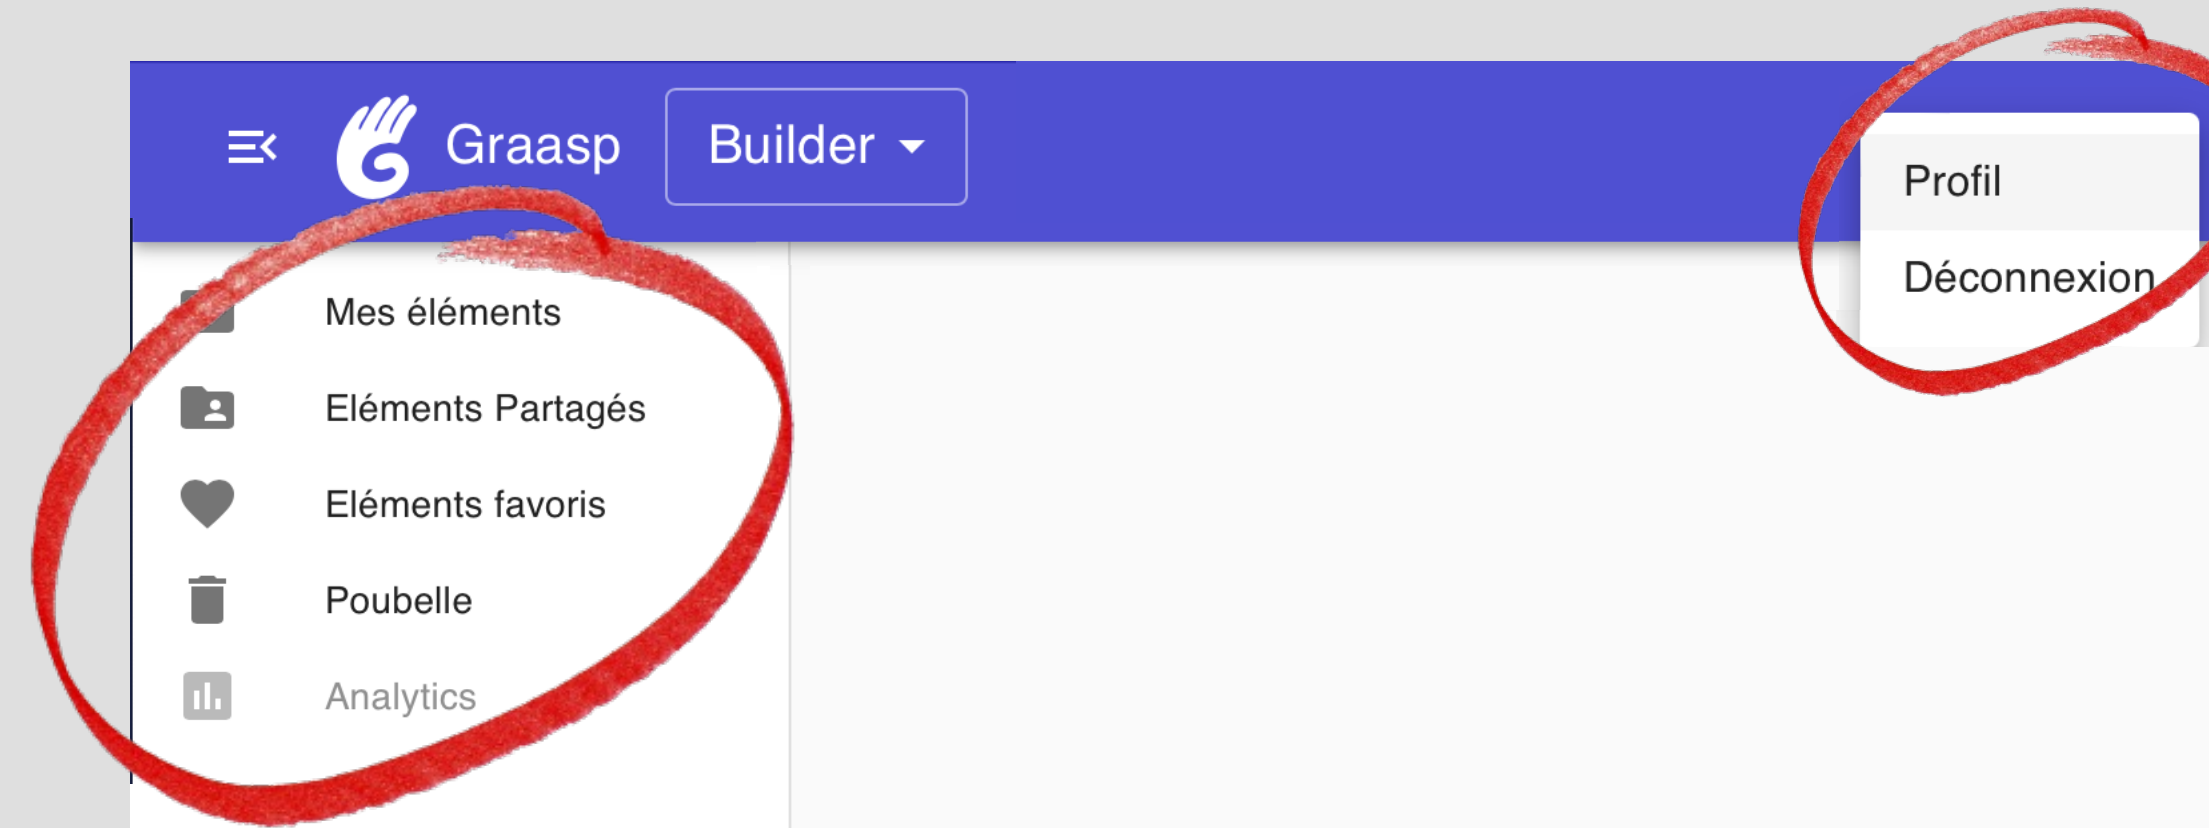 Graasp
Builder
Profil
Déconnexion
Mes éléments
Eléments Partagés
Eléments favoris
Poubelle
Analytics